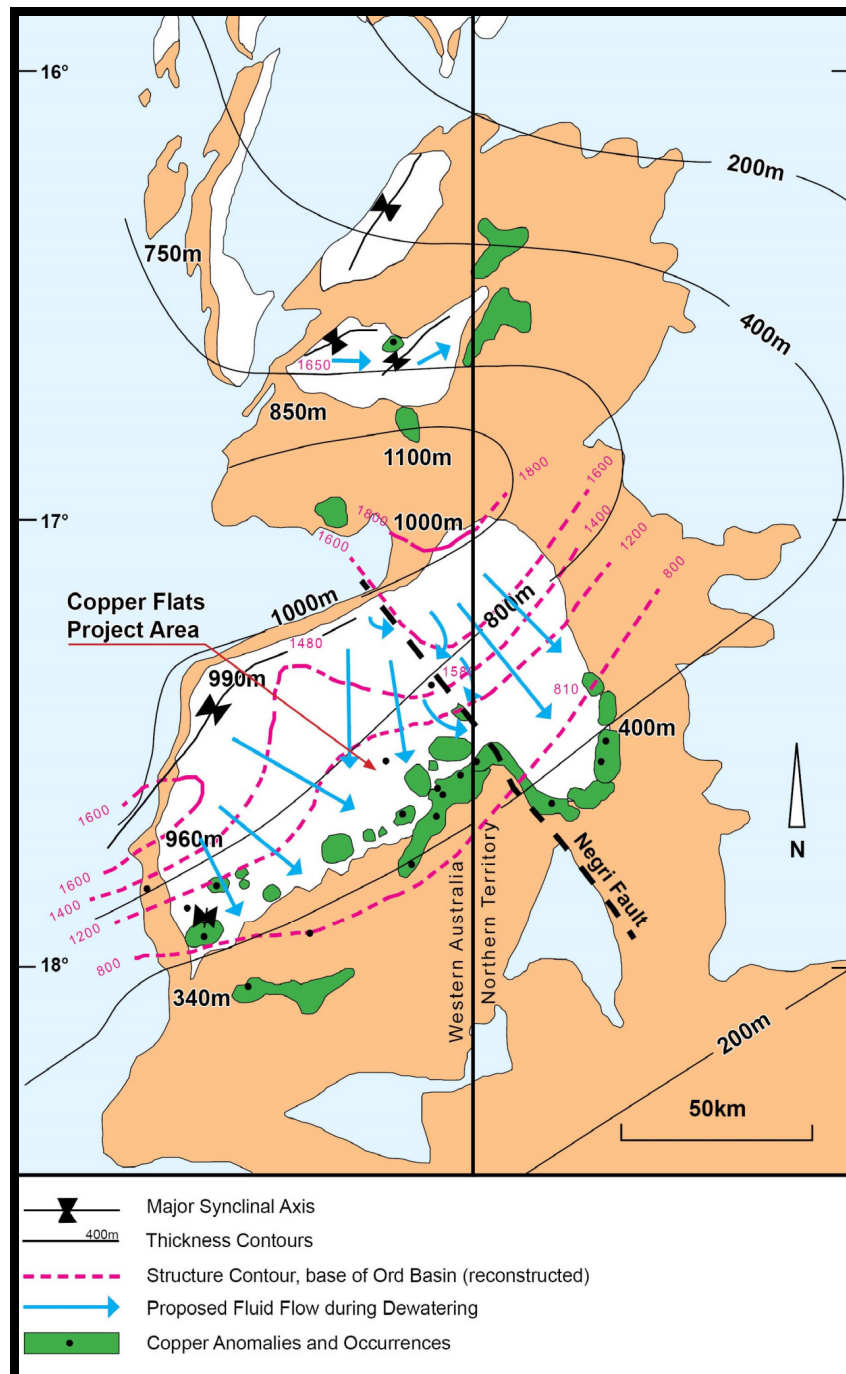 16°
200m
750m
400m
1650
850m
1100m
1800
1600
17°
1800
1000m
1400
1600
1200
800
Copper Flats
Project Area
1000m
800m
1480
990m
1580
810
400m
1600
960m
Negri Fault
N
1600
1400
1200
800
18°
340m
Western Australia
Northern Territory
200m
50km
Major Synclinal Axis
400m
Thickness Contours
Structure Contour, base of Ord Basin (reconstructed)
Proposed Fluid Flow during Dewatering
Copper Anomalies and Occurrences